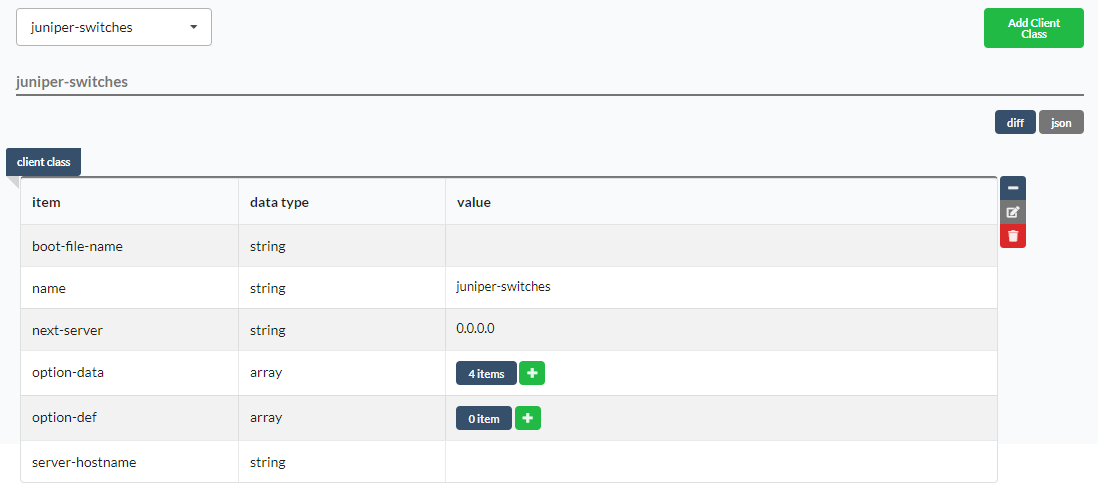 juniper-switches
Add Client
Class
juniper-switches
diff json
client class
item data type value
boot-file-name string
name string juniper-switches
next-server string 0.0.0.0
option-data array 4 items
option-def array 0 item
server-hostname string